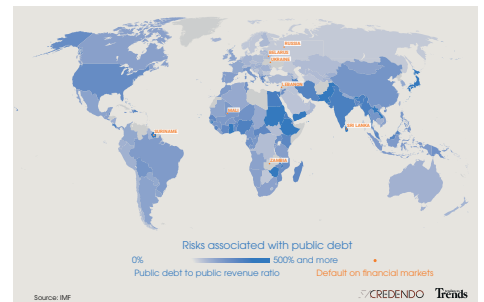 RUSSIA
BELARUS
UKRAINE
LEBANON
MALI
SURINAME
SRI LANKA
ZAMBIA
Risks associated with public debt
0%
500% and more
Public debt to public revenue ratio
Default on financial markets
Source: IMF
CREDENDO
Trends